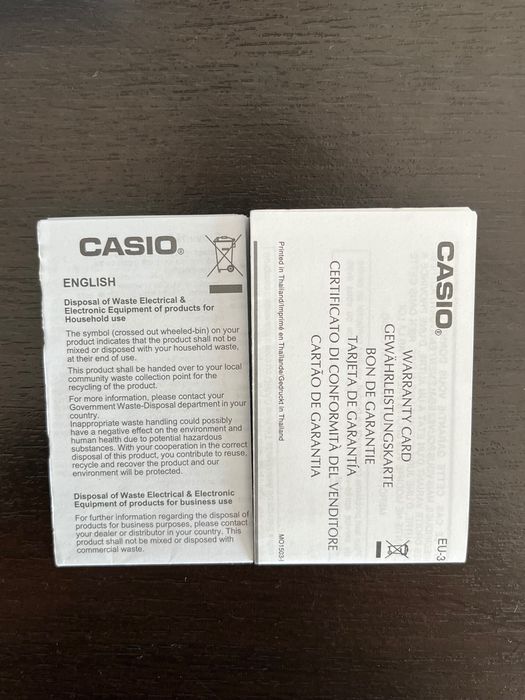 CASIO®
ENGLISH
Disposal of Waste Electrical &
Electronic Equipment of products for
Household use
The symbol (crossed out wheeled-bin) on your
product indicates that the product shall not be
mixed or disposed with your household waste,
at their end of use.
This product shall be handed over to your local
community waste collection point for the
recycling of the product.
For more information, please contact your
Government Waste-Disposal department in your
country.
Inappropriate waste handling could possibly
have a negative effect on the environment and
human health due to potential hazardous
substances. With your cooperation in the correct
disposal of this product, you contribute to reuse,
recycle and recover the product and our
environment will be protected.
Disposal of Waste Electrical & Electronic
Equipment of products for business use
For further information regarding the disposal of
products for business purposes, please contact
your dealer or distributor in your country. This
product shall not be mixed or disposed with
commercial waste.
CASIO®
EU-3
WARRANTY CARD
GEWÄHRLEISTUNGSKARTE
BON DE GARANTIE
TARJETA DE GARANTÍA
CERTIFICATO DI CONFORMITÀ DEL VENDITORE
CARTÃO DE GARANTIA
Printed in Thailand/Imprimé en Thaïlande/Gedruckt in Thailand